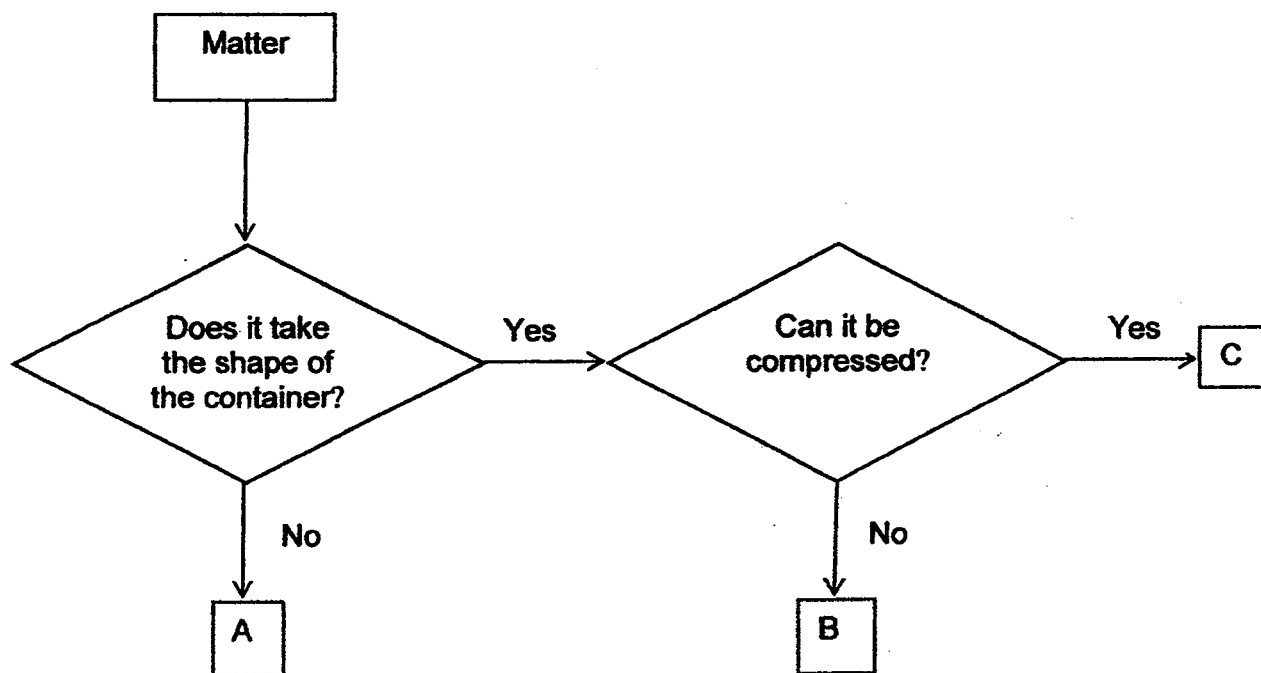 Matter
Does it take
the shape of
the container?
Yes
Can it be
compressed?
Yes
C
No
No
A
B